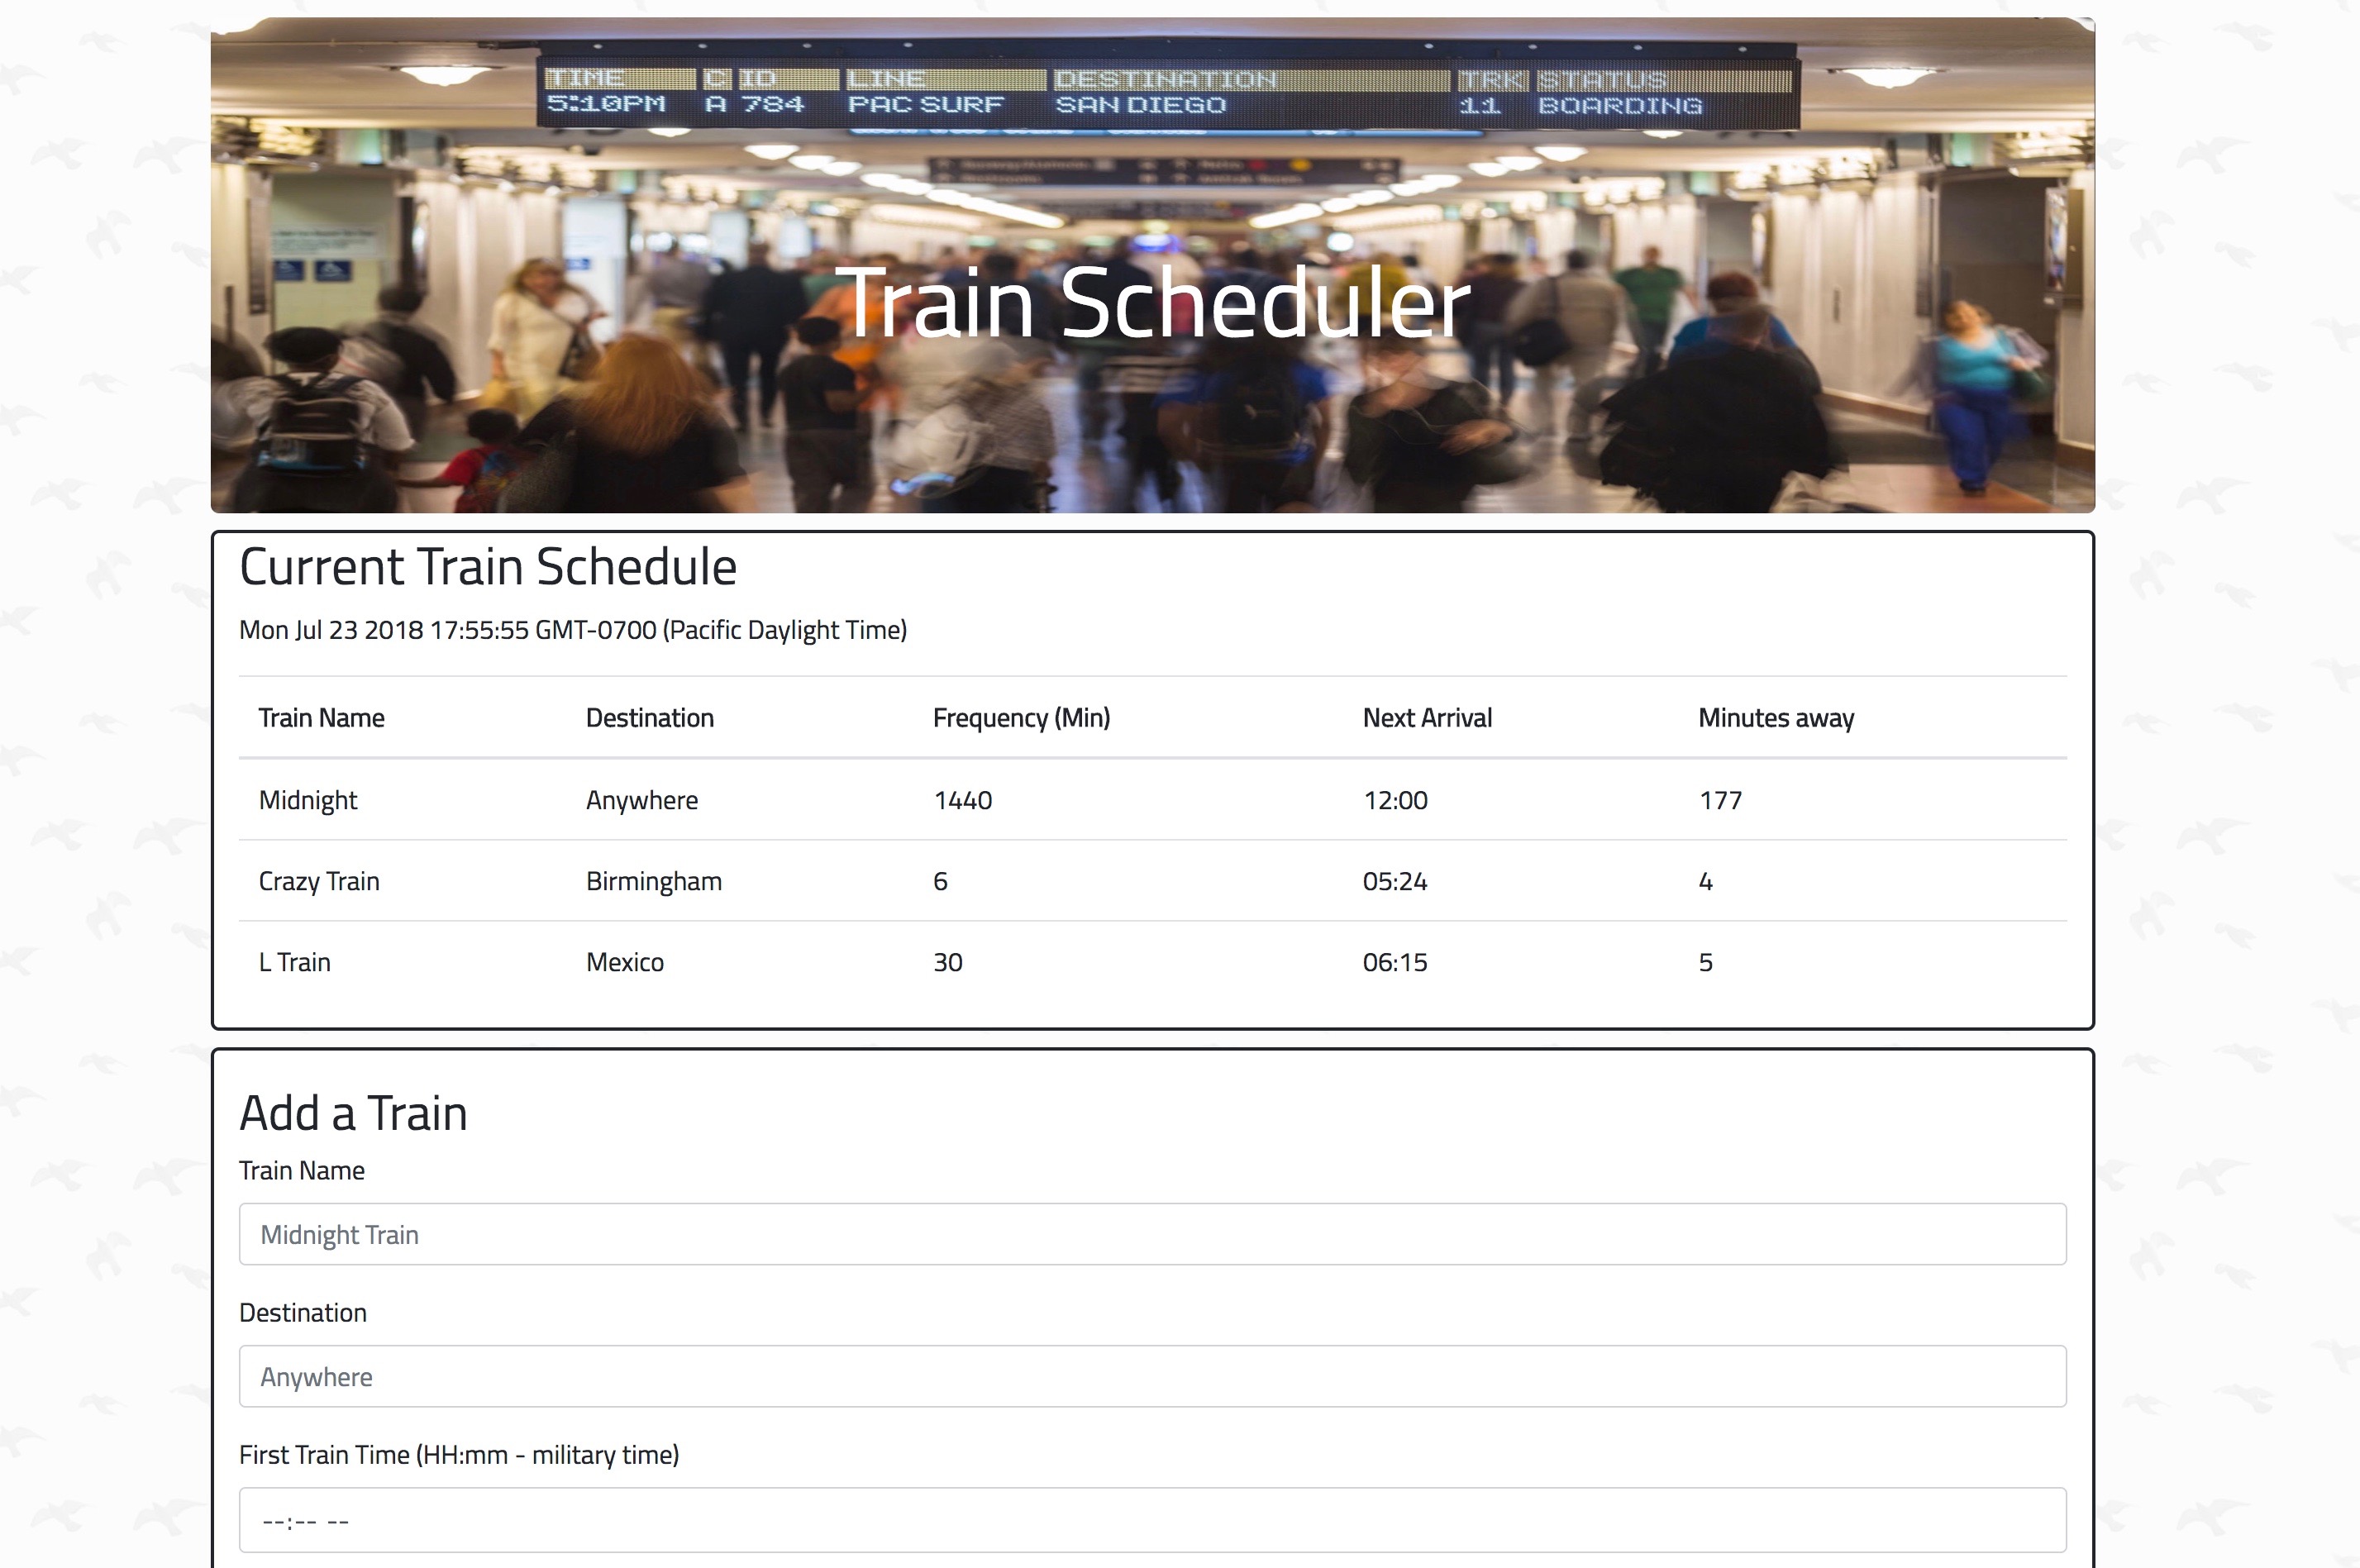 TIME C ID LINE DESTINATION TRK STATUS
5:10PM A 784 PAC SURF SAN DIEGO 11 BOARDING
Train Scheduler
Current Train Schedule
Mon Jul 23 2018 17:55:55 GMT-0700 (Pacific Daylight Time)
Train Name Destination Frequency (Min) Next Arrival Minutes away
Midnight Anywhere 1440 12:00 177
Crazy Train Birmingham 6 05:24 4
L Train Mexico 30 06:15 5
Add a Train
Train Name
Midnight Train
Destination
Anywhere
First Train Time (HH:mm - military time)
--:-- --